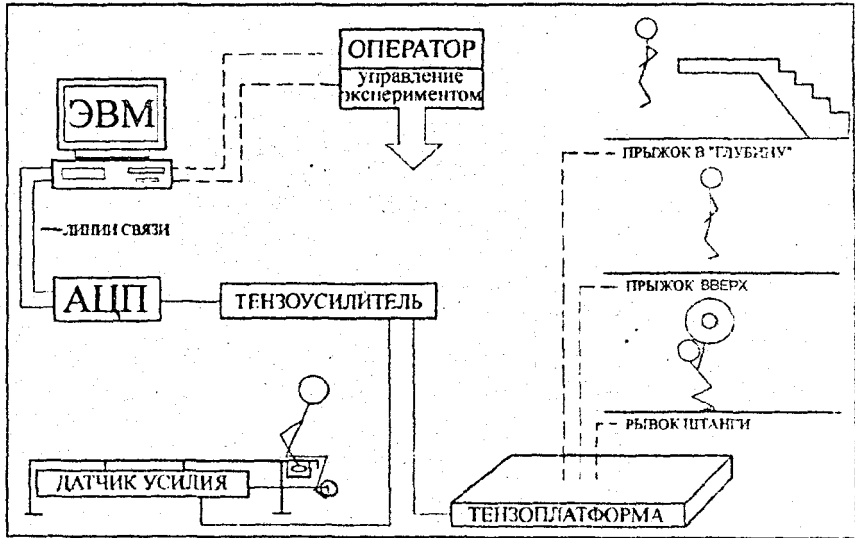 ОПЕРАТОР
управление
экспериментом
ЭВМ
ПРЫЖОК В "ГЛУБИНУ"
ЛИНИИ СВЯЗИ
АЦП
ТЕНЗОУСИЛИТЕЛЬ
ПРЫЖОК ВВЕРХ
РЫВОК ШТАНГИ
ДАТЧИК УСИЛИЯ
ТЕНЗОПЛАТФОРМА